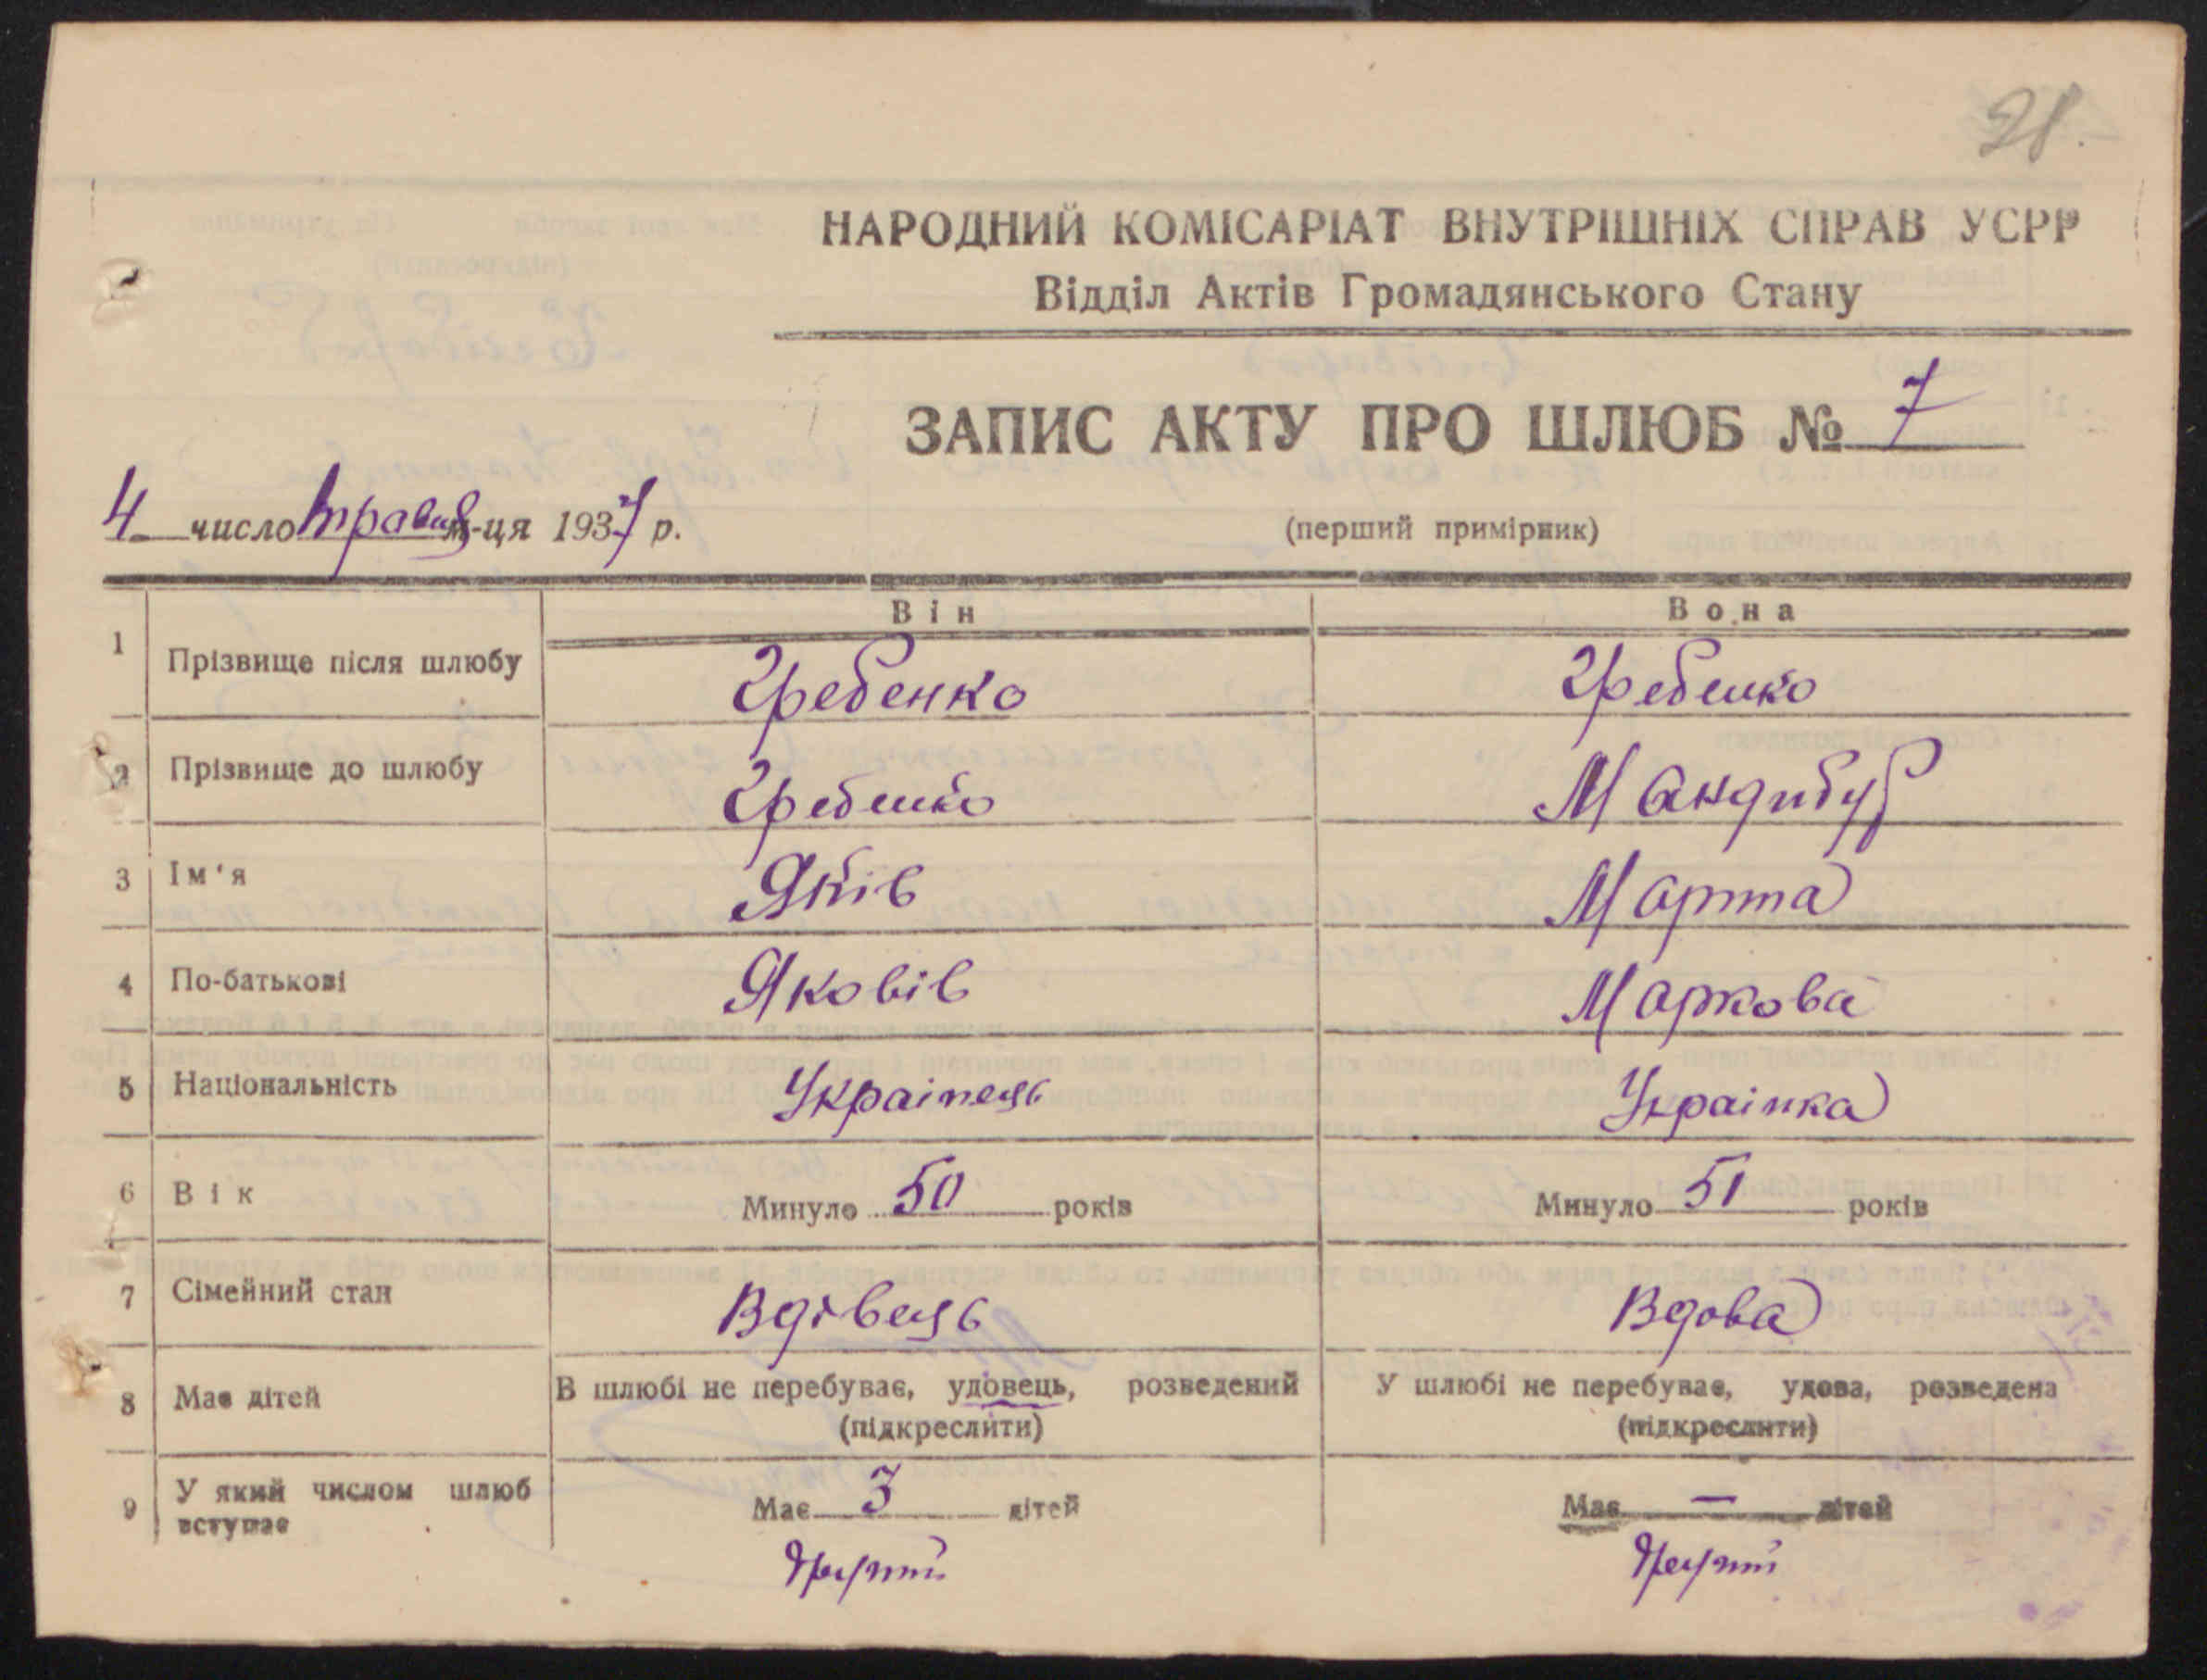 28.
НАРОДНИЙ КОМІСАРІАТ ВНУТРІШНІХ СПРАВ УСРР
Відділ Актів Громадянського Стану
ЗАПИС АКТУ ПРО ШЛЮБ № 7
4 число травня м-ця 1937 р. (перший примірник)
Він Вона
1 Прізвище після шлюбу Гребенко Гребенко
2 Прізвище до шлюбу Гребенко Мандибур
3 Ім'я Яків Марта
4 По-батькові Яковів Маркова
5 Національність Українець Українка
6 Вік Минуло 50 років Минуло 51 років
7 Сімейний стан Вдівець Вдова
8 Має дітей В шлюбі не перебуває, удовець, розведений У шлюбі не перебуває, удова, розведена
(підкреслити) (підкреслити)
9 У який числом шлюб вступає Має 3 дітей Має — дітей